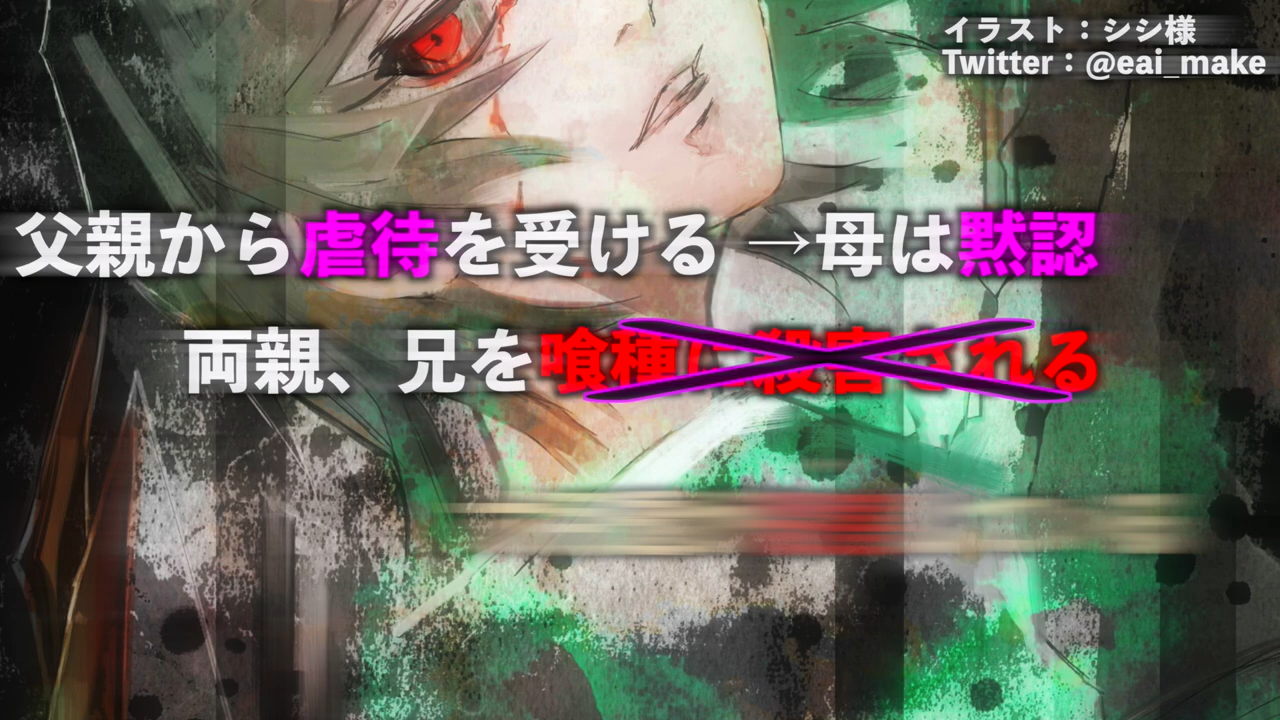 イラスト：シシ様
Twitter：@eai_make
父親から虐待を受ける →母は黙認
両親、兄を喰種に殺害される